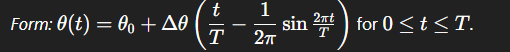 Form: θ(t) = θ₀ + Δθ (t/T − 1/2π sin 2πt/T) for 0 ≤ t ≤ T.